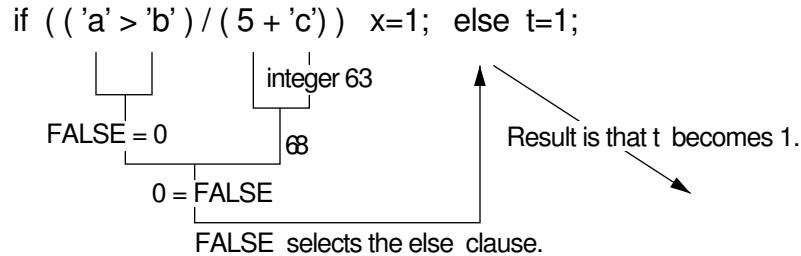 if ( ( 'a' > 'b' ) / ( 5 + 'c') ) x=1; else t=1;
integer 63
FALSE = 0
68
Result is that t becomes 1.
0 = FALSE
FALSE selects the else clause.